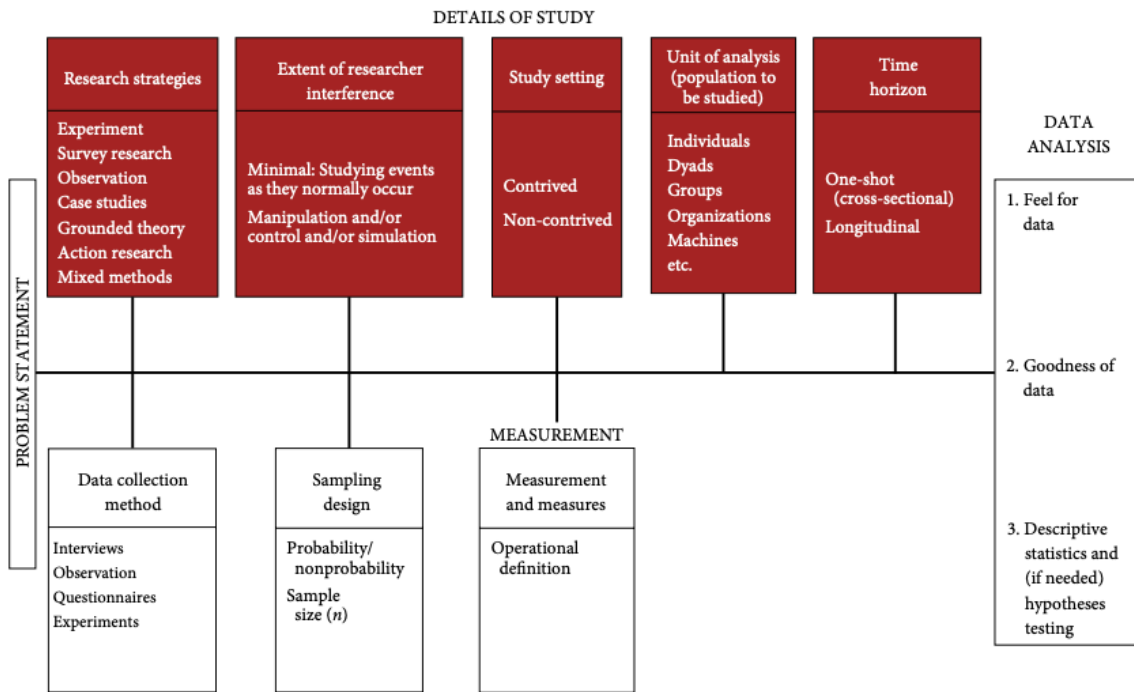 DETAILS OF STUDY
Research strategies
Experiment
Survey research
Observation
Case studies
Grounded theory
Action research
Mixed methods
Extent of researcher
interference
Minimal: Studying events
as they normally occur
Manipulation and/or
control and/or simulation
Study setting
Contrived
Non-contrived
Unit of analysis
(population to
be studied)
Individuals
Dyads
Groups
Organizations
Machines
etc.
Time
horizon
One-shot
(cross-sectional)
Longitudinal
PROBLEM STATEMENT
Data collection
method
Interviews
Observation
Questionnaires
Experiments
Sampling
design
Probability/
nonprobability
Sample
size (n)
MEASUREMENT
Measurement
and measures
Operational
definition
DATA
ANALYSIS
1. Feel for
data
2. Goodness of
data
3. Descriptive
statistics and
(if needed)
hypotheses
testing